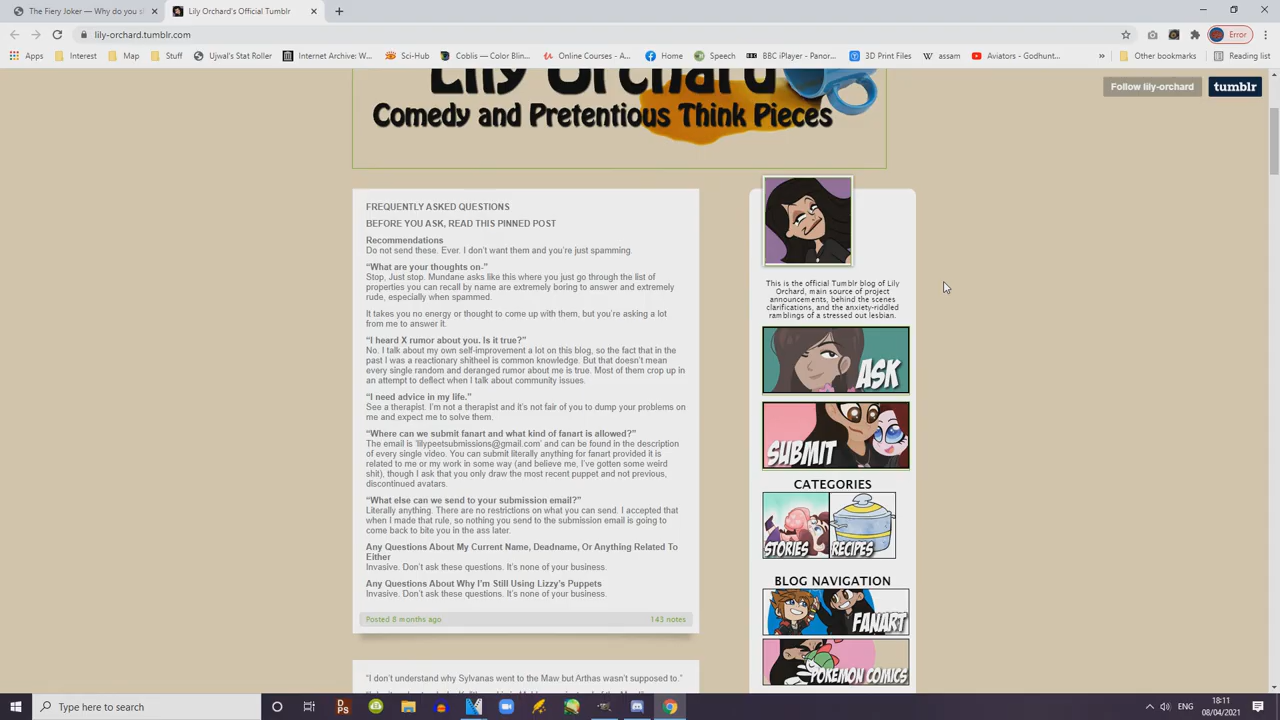 The Fiery Joker — Why do people
Lily Orchard's Official Tumblr
lily-orchard.tumblr.com
Error
Apps
Interest
Map
Stuff
Ujwal's Stat Roller
Internet Archive: W...
Sci-Hub
Coblis — Color Blin...
Online Courses - A...
Home
Speech
BBC iPlayer - Panor...
3D Print Files
assam
Aviators - Godhunt...
»
Other bookmarks
Reading list
Follow lily-orchard
tumblr
Lily Orchard
Comedy and Pretentious Think Pieces
FREQUENTLY ASKED QUESTIONS
BEFORE YOU ASK, READ THIS PINNED POST
Recommendations
Do not send these. Ever. I don't want them and you're just spamming.
“What are your thoughts on-”
Stop, Just stop. Mundane asks like this where you just go through the list of
properties you can recall by name are extremely boring to answer and extremely
rude, especially when spammed.
It takes you no energy or thought to come up with them, but you're asking a lot
from me to answer it.
“I heard X rumor about you. Is it true?”
No. I talk about my own self-improvement a lot on this blog, so the fact that in the
past I was a reactionary shitheel is common knowledge. But that doesn't mean
every single random and deranged rumor about me is true. Most of them crop up in
an attempt to deflect when I talk about community issues.
“I need advice in my life.”
See a therapist. I'm not a therapist and it's not fair of you to dump your problems on
me and expect me to solve them.
“Where can we submit fanart and what kind of fanart is allowed?”
The email is 'lilypeetsubmissions@gmail.com' and can be found in the description
of every single video. You can submit literally anything for fanart provided it is
related to me or my work in some way (and believe me, I've gotten some weird
shit), though I ask that you only draw the most recent puppet and not previous,
discontinued avatars.
“What else can we send to your submission email?”
Literally anything. There are no restrictions on what you can send. I accepted that
when I made that rule, so nothing you send to the submission email is going to
come back to bite you in the ass later.
Any Questions About My Current Name, Deadname, Or Anything Related To
Either
Invasive. Don't ask these questions. It's none of your business.
Any Questions About Why I'm Still Using Lizzy's Puppets
Invasive. Don't ask these questions. It's none of your business.
Posted 8 months ago
143 notes
“I don't understand why Sylvanas went to the Maw but Arthas wasn't supposed to.”
This is the official Tumblr blog of Lily
Orchard, main source of project
announcements, behind the scenes
clarifications, and the anxiety-riddled
ramblings of a stressed out lesbian.
ASK
SUBMIT
CATEGORIES
STORIES
RECIPES
BLOG NAVIGATION
FANART
POKEMON COMICS
Type here to search
DPS
ENG
18:11
08/04/2021